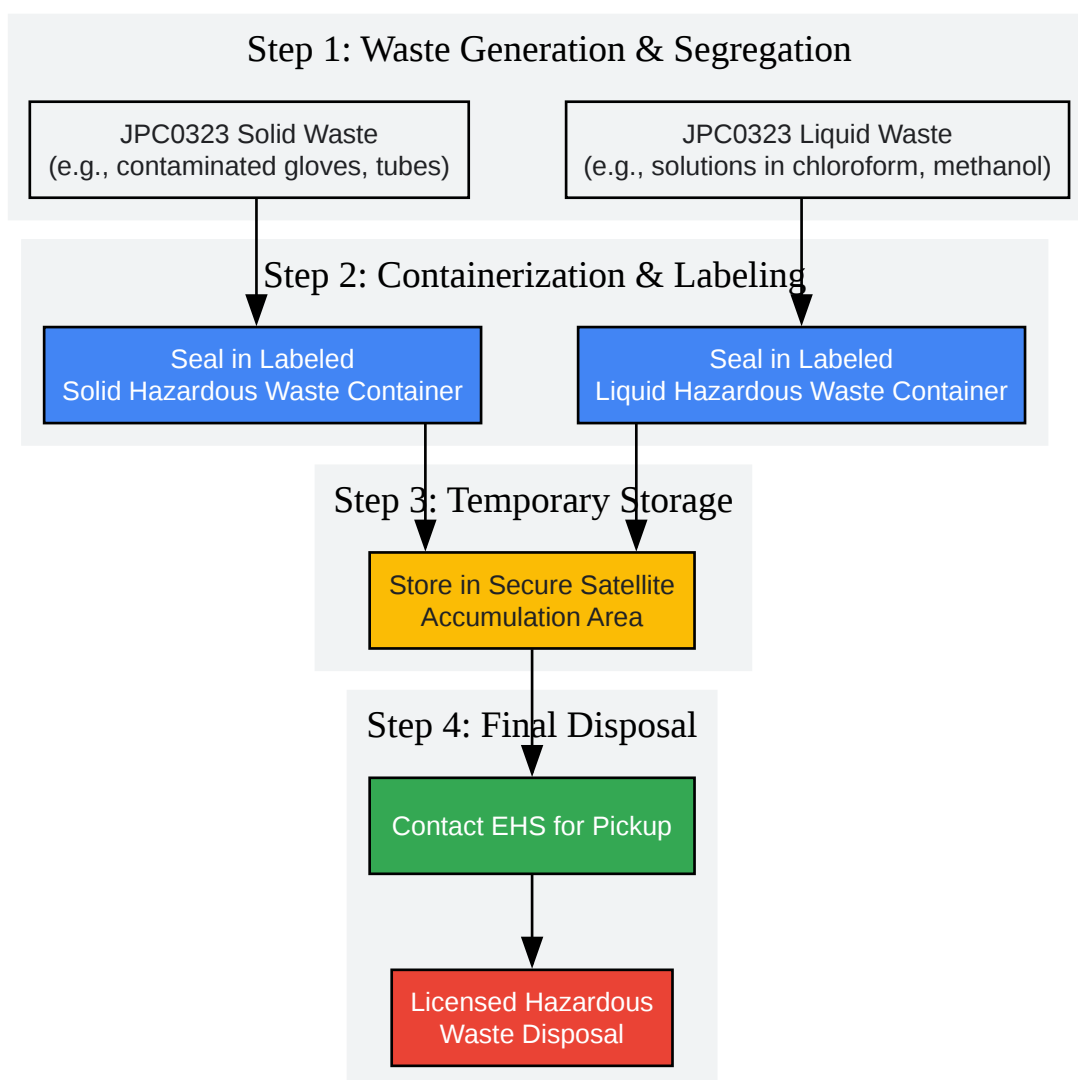 Step 1: Waste Generation & Segregation
JPC0323 Solid Waste
(e.g., contaminated gloves, tubes)
JPC0323 Liquid Waste
(e.g., solutions in chloroform, methanol)
Step 2: Containerization & Labeling
Seal in Labeled
Solid Hazardous Waste Container
Seal in Labeled
Liquid Hazardous Waste Container
Step 3: Temporary Storage
Store in Secure Satellite
Accumulation Area
Step 4: Final Disposal
Contact EHS for Pickup
Licensed Hazardous
Waste Disposal